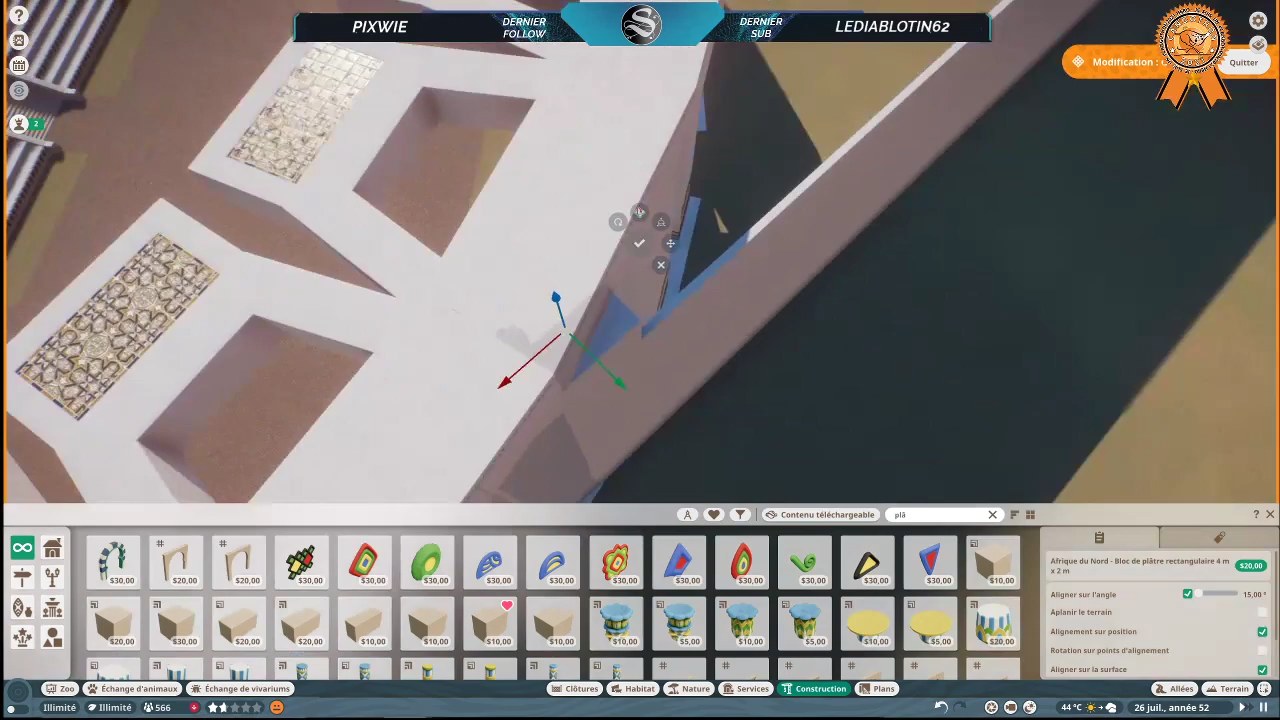 PIXWIE
DERNIER
FOLLOW
DERNIER
SUB
LEDIABLOTIN62
Modification :
Quitter
2
Contenu téléchargeable
plâ
$30,00
$20,00
$20,00
$30,00
$30,00
$30,00
$30,00
$30,00
$30,00
$30,00
$30,00
$30,00
$30,00
$30,00
$10,00
$20,00
$30,00
$20,00
$20,00
$10,00
$10,00
$10,00
$10,00
$10,00
$5,00
$10,00
$5,00
$10,00
$5,00
$20,00
Afrique du Nord - Bloc de plâtre rectangulaire 4 m
x 2 m
$20,00
Aligner sur l'angle
15,00 °
Aplanir le terrain
Alignement sur position
Rotation sur points d'alignement
Aligner sur la surface
Zoo
Échange d'animaux
Échange de vivariums
Clôtures
Habitat
Nature
Services
Construction
Plans
Allées
Terrain
Illimité
Illimité
566
44 °C
26 juil., année 52